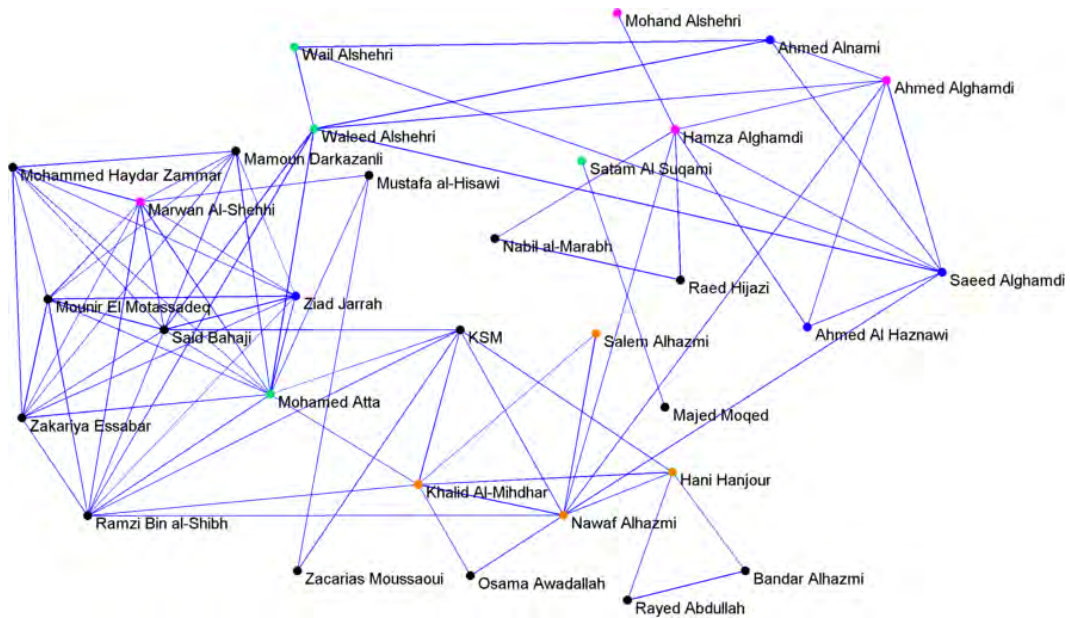 Mohand Alshehri
Wail Alshehri
Ahmed Alnami
Ahmed Alghamdi
Waleed Alshehri
Hamza Alghamdi
Mamoun Darkazanli
Satam Al Suqami
Mohammed Haydar Zammar
Mustafa al-Hisawi
Marwan Al-Shehhi
Nabil al-Marabh
Saeed Alghamdi
Raed Hijazi
Mounir El Motassadeq
Ziad Jarrah
Said Bahaji
KSM
Salem Alhazmi
Ahmed Al Haznawi
Mohamed Atta
Majed Moqed
Zakariya Essabar
Hani Hanjour
Khalid Al-Mihdhar
Ramzi Bin al-Shibh
Nawaf Alhazmi
Zacarias Moussaoui
Osama Awadallah
Bandar Alhazmi
Rayed Abdullah